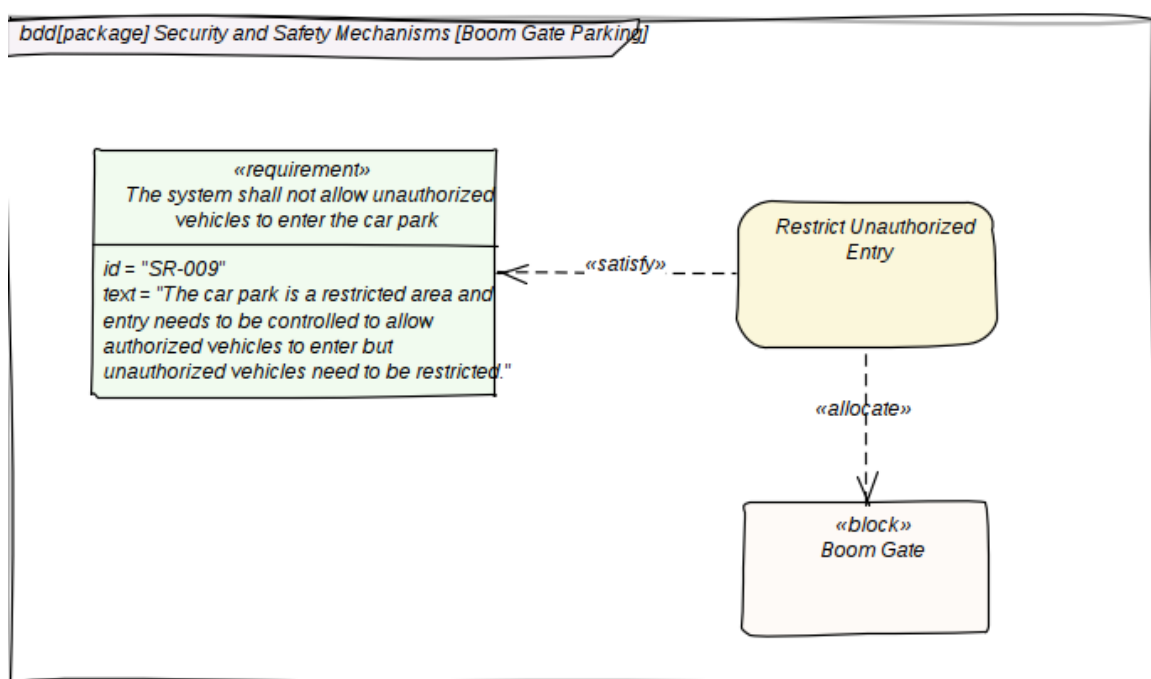 bdd[package] Security and Safety Mechanisms [Boom Gate Parking]
«requirement»
The system shall not allow unauthorized
vehicles to enter the car park
id = "SR-009"
text = "The car park is a restricted area and
entry needs to be controlled to allow
authorized vehicles to enter but
unauthorized vehicles need to be restricted."
«satisfy»
Restrict Unauthorized
Entry
«allocate»
«block»
Boom Gate